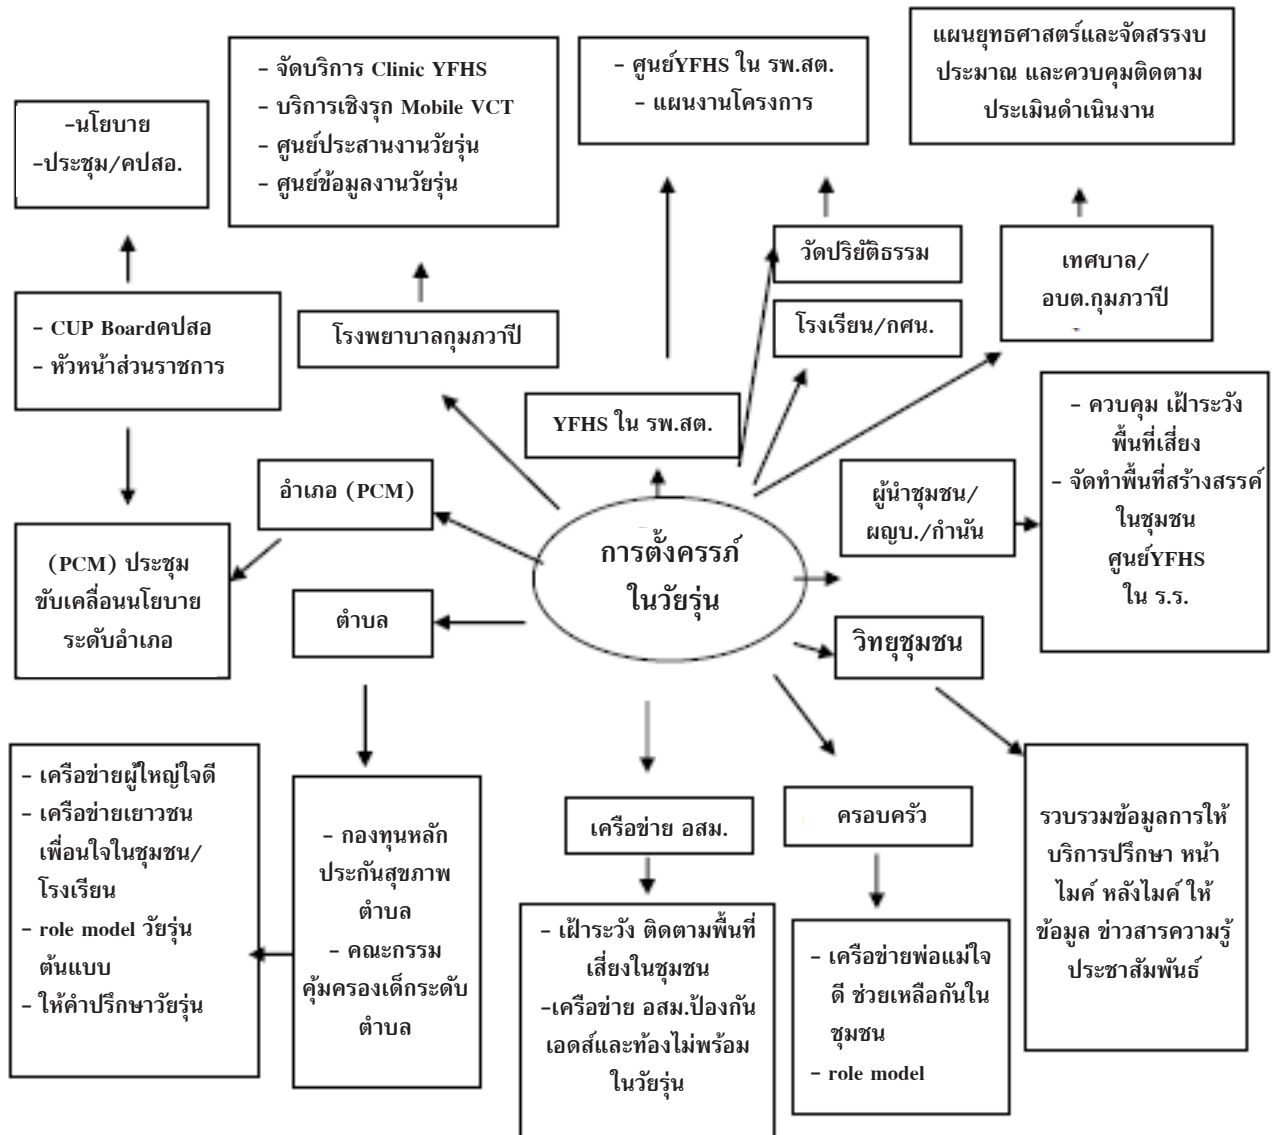 แผนยุทธศาสตร์และจัดสรรงบ
ประมาณ และควบคุมติดตาม
ประเมินดำเนินงาน
- ศูนย์YFHS ใน รพ.สต.
- แผนงานโครงการ
- จัดบริการ Clinic YFHS
- บริการเชิงรุก Mobile VCT
- ศูนย์ประสานงานวัยรุ่น
- ศูนย์ข้อมูลงานวัยรุ่น
-นโยบาย
-ประชุม/คปสอ.
วัดปริยัติธรรม
เทศบาล/
อบต.กุมภวาปี
- CUP Boardคปสอ
- หัวหน้าส่วนราชการ
โรงพยาบาลกุมภวาปี
โรงเรียน/กศน.
YFHS ใน รพ.สต.
- ควบคุม เฝ้าระวัง
พื้นที่เสี่ยง
- จัดทำพื้นที่สร้างสรรค์
ในชุมชน
ศูนย์YFHS
ใน ร.ร.
อำเภอ (PCM)
ผู้นำชุมชน/
ผญบ./กำนัน
การตั้งครรภ์
ในวัยรุ่น
(PCM) ประชุม
ขับเคลื่อนนโยบาย
ระดับอำเภอ
ตำบล
วิทยุชุมชน
- เครือข่ายผู้ใหญ่ใจดี
- เครือข่ายเยาวชน
เพื่อนใจในชุมชน/
โรงเรียน
- role model วัยรุ่น
ต้นแบบ
- ให้คำปรึกษาวัยรุ่น
- กองทุนหลัก
ประกันสุขภาพ
ตำบล
- คณะกรรม
คุ้มครองเด็กระดับ
ตำบล
เครือข่าย อสม.
ครอบครัว
รวบรวมข้อมูลการให้
บริการปรึกษา หน้า
ไมค์ หลังไมค์ ให้
ข้อมูล ข่าวสารความรู้
ประชาสัมพันธ์
- เฝ้าระวัง ติดตามพื้นที่
เสี่ยงในชุมชน
-เครือข่าย อสม.ป้องกัน
เอดส์และท้องไม่พร้อม
ในวัยรุ่น
- เครือข่ายพ่อแม่ใจ
ดี ช่วยเหลือกันใน
ชุมชน
- role model